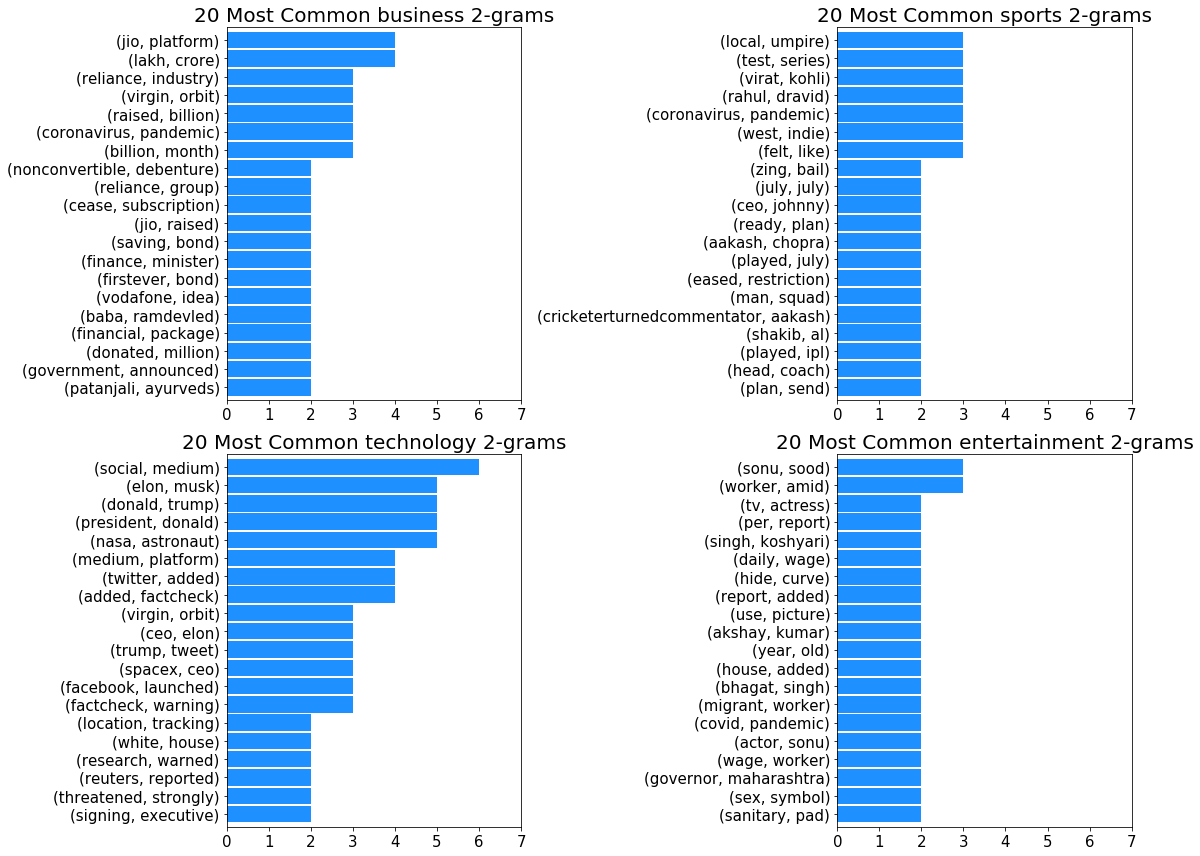 20 Most Common business 2-grams
(jio, platform)
(lakh, crore)
(reliance, industry)
(virgin, orbit)
(raised, billion)
(coronavirus, pandemic)
(billion, month)
(nonconvertible, debenture)
(reliance, group)
(cease, subscription)
(jio, raised)
(saving, bond)
(finance, minister)
(firstever, bond)
(vodafone, idea)
(baba, ramdevled)
(financial, package)
(donated, million)
(government, announced)
(patanjali, ayurveds)
0 1 2 3 4 5 6 7
20 Most Common sports 2-grams
(local, umpire)
(test, series)
(virat, kohli)
(rahul, dravid)
(coronavirus, pandemic)
(west, indie)
(felt, like)
(zing, bail)
(july, july)
(ceo, johnny)
(ready, plan)
(aakash, chopra)
(played, july)
(eased, restriction)
(man, squad)
(cricketerturnedcommentator, aakash)
(shakib, al)
(played, ipl)
(head, coach)
(plan, send)
0 1 2 3 4 5 6 7
20 Most Common technology 2-grams
(social, medium)
(elon, musk)
(donald, trump)
(president, donald)
(nasa, astronaut)
(medium, platform)
(twitter, added)
(added, factcheck)
(virgin, orbit)
(ceo, elon)
(trump, tweet)
(spacex, ceo)
(facebook, launched)
(factcheck, warning)
(location, tracking)
(white, house)
(research, warned)
(reuters, reported)
(threatened, strongly)
(signing, executive)
0 1 2 3 4 5 6 7
20 Most Common entertainment 2-grams
(sonu, sood)
(worker, amid)
(tv, actress)
(per, report)
(singh, koshyari)
(daily, wage)
(hide, curve)
(report, added)
(use, picture)
(akshay, kumar)
(year, old)
(house, added)
(bhagat, singh)
(migrant, worker)
(covid, pandemic)
(actor, sonu)
(wage, worker)
(governor, maharashtra)
(sex, symbol)
(sanitary, pad)
0 1 2 3 4 5 6 7